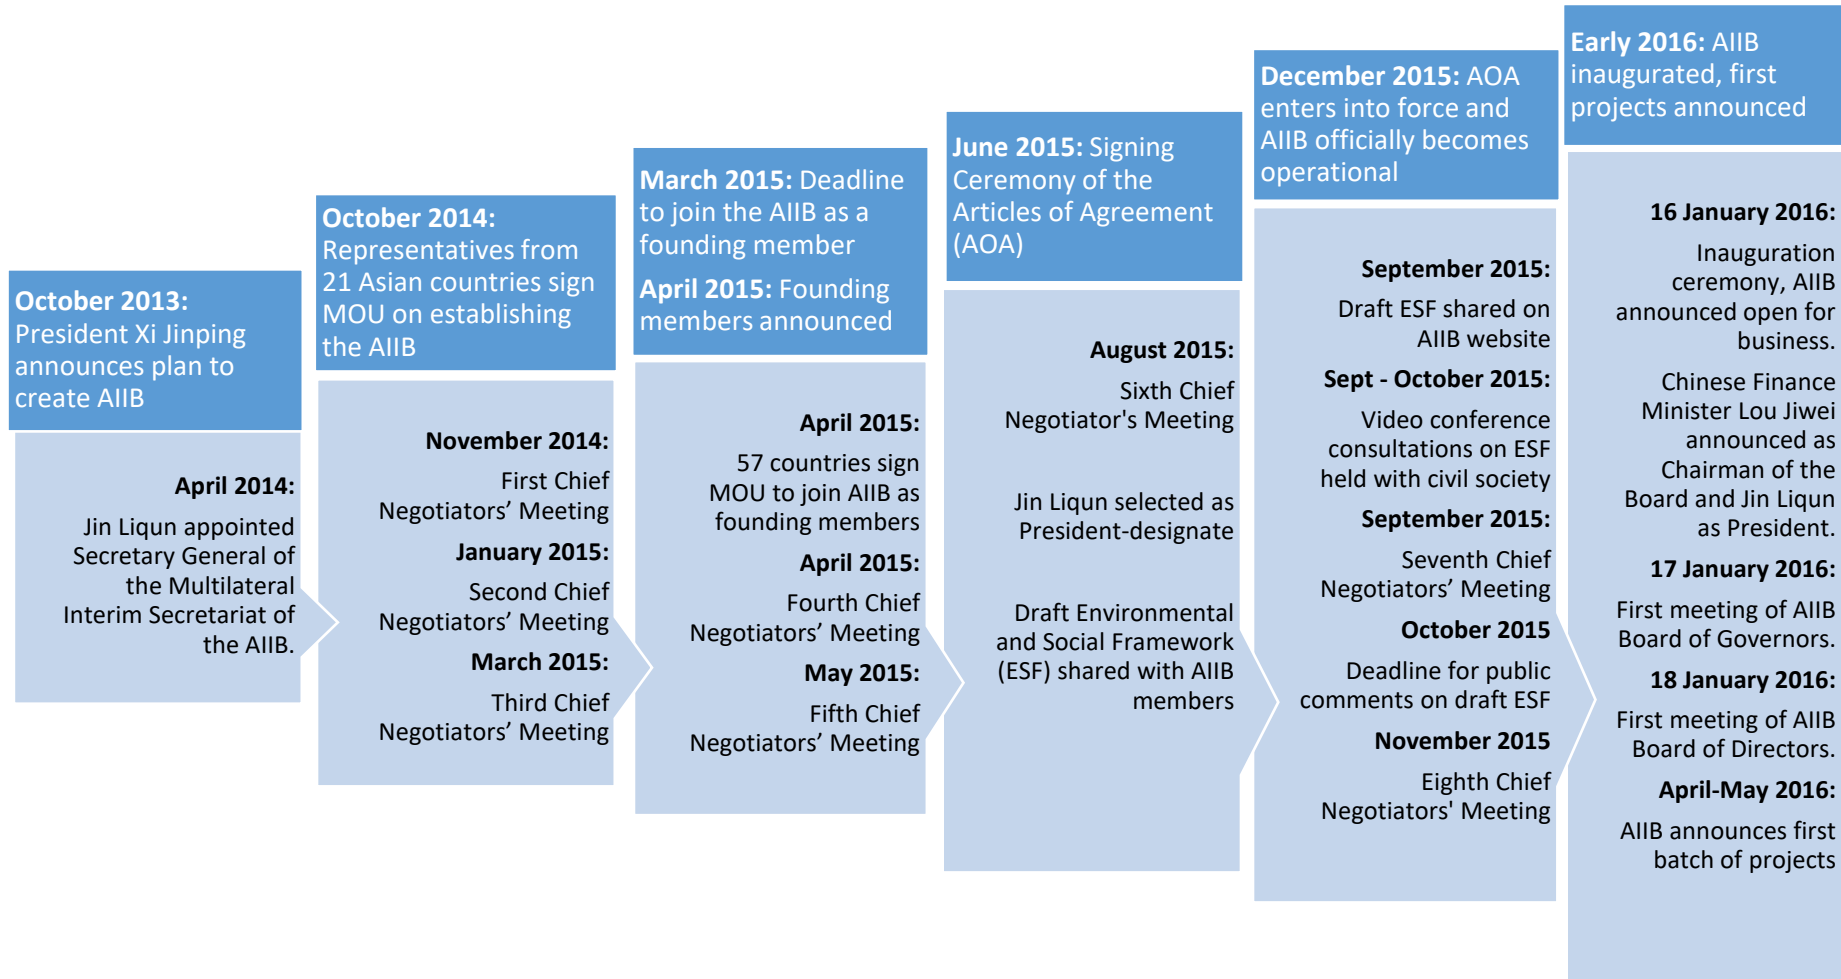 October 2013:
President Xi Jinping
announces plan to
create AIIB
April 2014:
Jin Liqun appointed
Secretary General of
the Multilateral
Interim Secretariat of
the AIIB.
October 2014:
Representatives from
21 Asian countries sign
MOU on establishing
the AIIB
November 2014:
First Chief
Negotiators’ Meeting
January 2015:
Second Chief
Negotiators’ Meeting
March 2015:
Third Chief
Negotiators’ Meeting
March 2015: Deadline
to join the AIIB as a
founding member
April 2015: Founding
members announced
April 2015:
57 countries sign
MOU to join AIIB as
founding members
April 2015:
Fourth Chief
Negotiators’ Meeting
May 2015:
Fifth Chief
Negotiators’ Meeting
June 2015: Signing
Ceremony of the
Articles of Agreement
(AOA)
August 2015:
Sixth Chief
Negotiator's Meeting
Jin Liqun selected as
President-designate
Draft Environmental
and Social Framework
(ESF) shared with AIIB
members
December 2015: AOA
enters into force and
AIIB officially becomes
operational
September 2015:
Draft ESF shared on
AIIB website
Sept - October 2015:
Video conference
consultations on ESF
held with civil society
September 2015:
Seventh Chief
Negotiators’ Meeting
October 2015
Deadline for public
comments on draft ESF
November 2015
Eighth Chief
Negotiators' Meeting
Early 2016: AIIB
inaugurated, first
projects announced
16 January 2016:
Inauguration
ceremony, AIIB
announced open for
business.
Chinese Finance
Minister Lou Jiwei
announced as
Chairman of the
Board and Jin Liqun
as President.
17 January 2016:
First meeting of AIIB
Board of Governors.
18 January 2016:
First meeting of AIIB
Board of Directors.
April-May 2016:
AIIB announces first
batch of projects